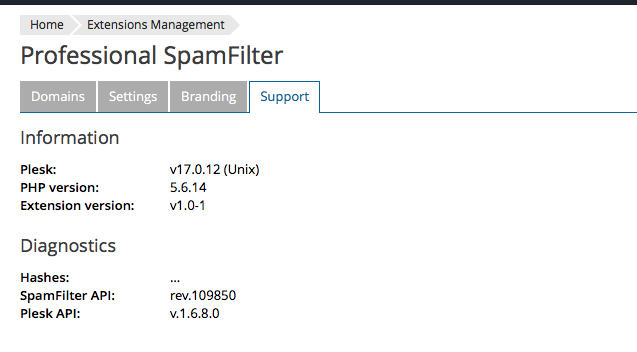 Home Extensions Management
Professional SpamFilter
Domains Settings Branding Support
Information
Plesk: v17.0.12 (Unix)
PHP version: 5.6.14
Extension version: v1.0-1
Diagnostics
Hashes: ...
SpamFilter API: rev.109850
Plesk API: v.1.6.8.0